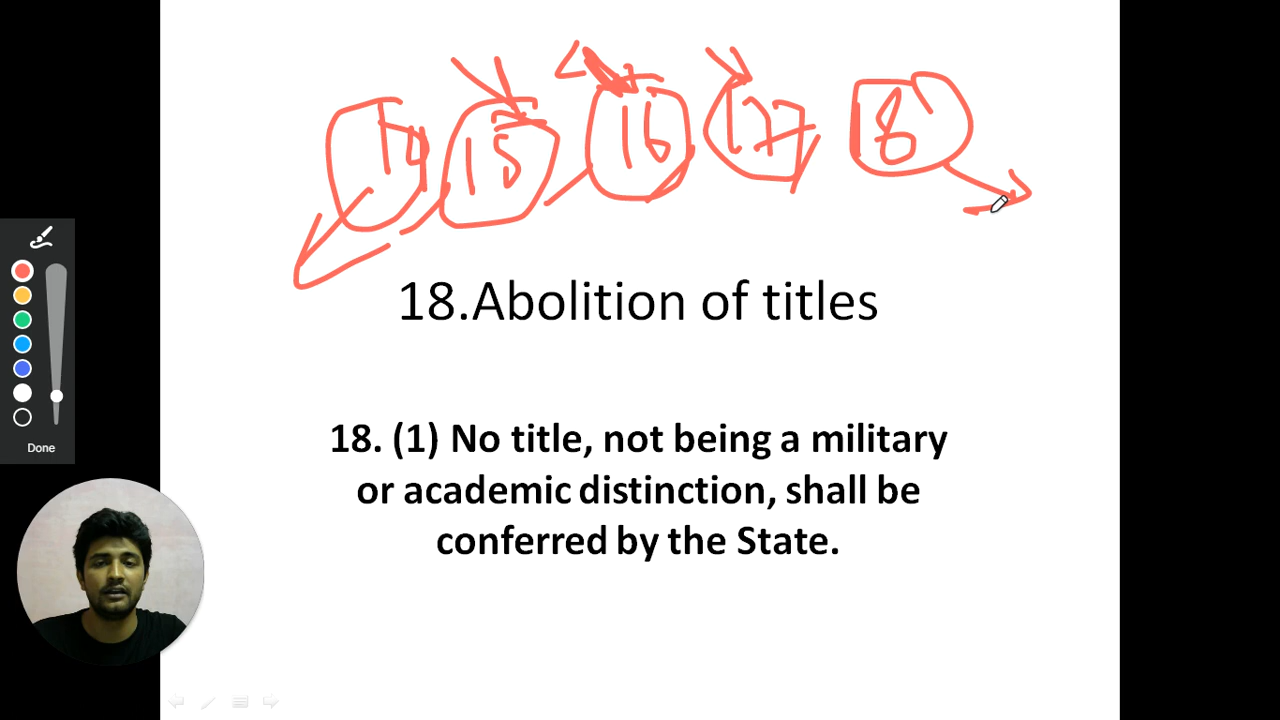 14 15 16 17 18
18.Abolition of titles
18. (1) No title, not being a military
or academic distinction, shall be
conferred by the State.
Done